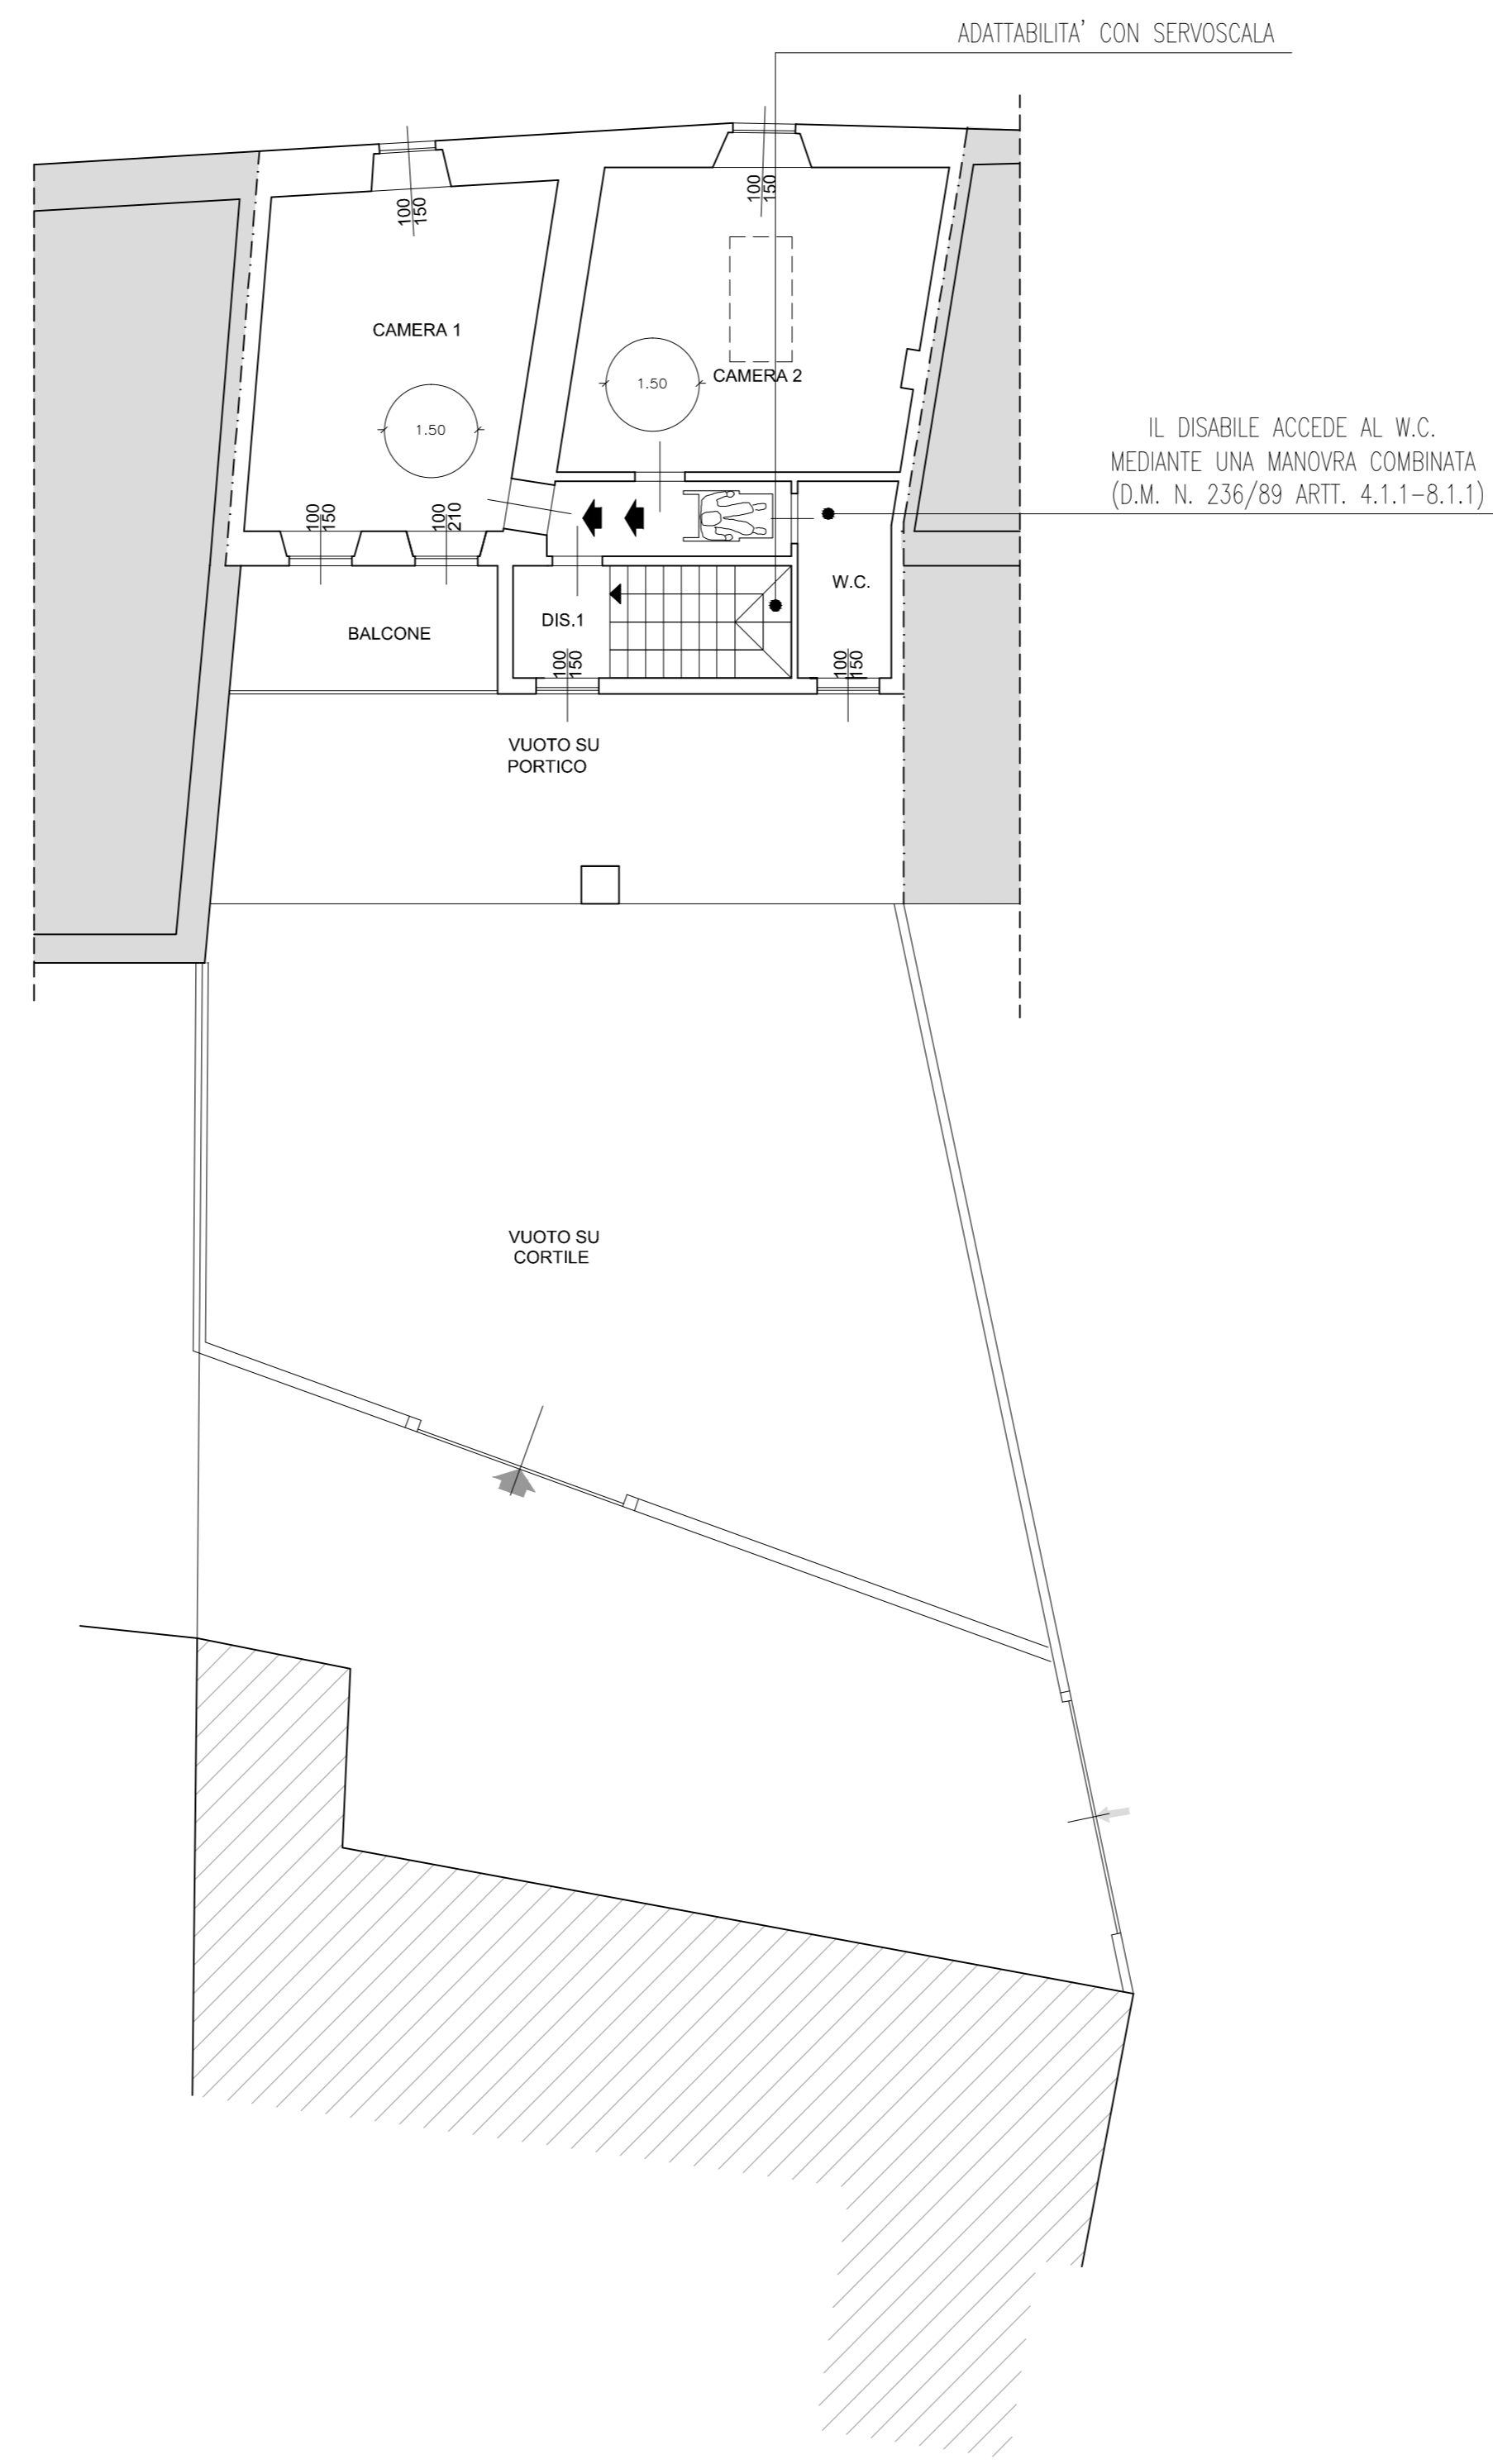 ADATTABILITA' CON SERVOSCALA
100
150
100
150
CAMERA 1
CAMERA 2
1.50
1.50
IL DISABILE ACCEDE AL W.C.
MEDIANTE UNA MANOVRA COMBINATA
(D.M. N. 236/89 ARTT. 4.1.1-8.1.1)
100
150
100
210
W.C.
DIS.1
BALCONE
100
150
100
150
VUOTO SU
PORTICO
VUOTO SU
CORTILE